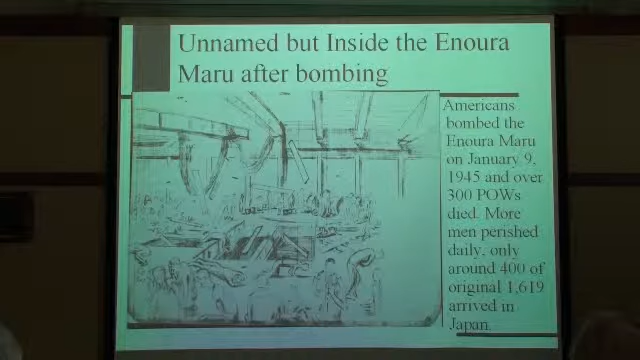 Unnamed but Inside the Enoura
Maru after bombing
Americans
bombed the
Enoura Maru
on January 9,
1945 and over
300 POWs
died. More
men perished
daily, only
around 400 of
original 1,619
arrived in
Japan.